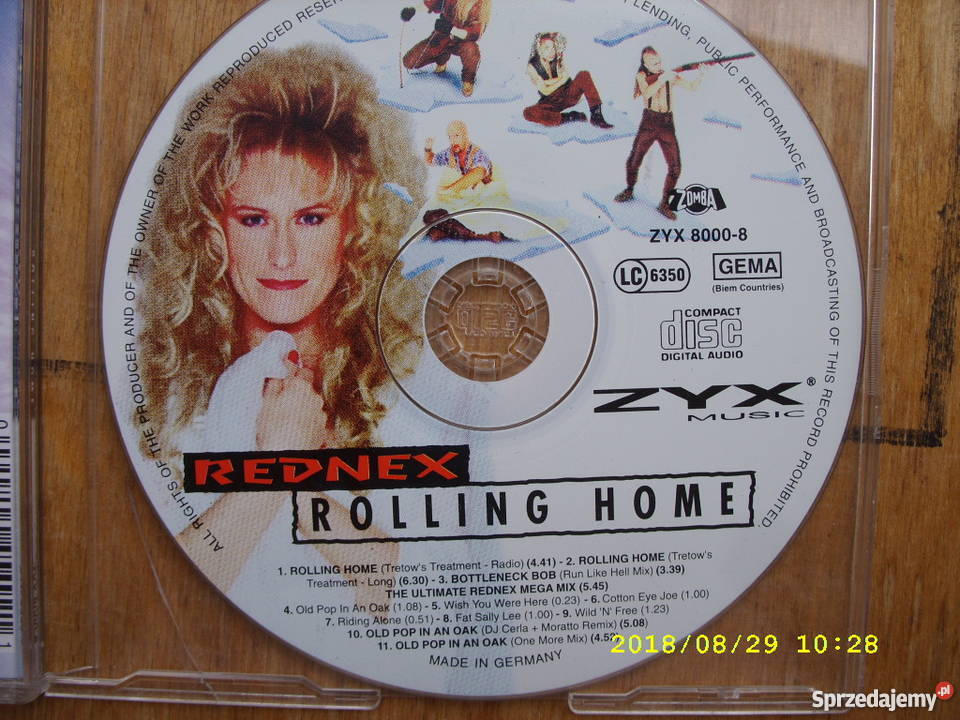 ALL RIGHTS OF THE PRODUCER AND OF THE OWNER OF THE WORK REPRODUCED
LENDING, PUBLIC PERFORMANCE AND BROADCASTING OF THIS RECORD PROHIBITED.
ZOMBA
ZYX 8000-8
LC 6350
GEMA
(Biem Countries)
COMPACT
disc
DIGITAL AUDIO
ZYX®
MUSIC
REDNEX
ROLLING HOME
1. ROLLING HOME (Tretow's Treatment - Radio) (4.41) - 2. ROLLING HOME (Tretow's
Treatment - Long) (6.30) - 3. BOTTLENECK BOB (Run Like Hell Mix) (3.39)
THE ULTIMATE REDNEX MEGA MIX (5.45)
4. Old Pop In An Oak (1.08) - 5. Wish You Were Here (0.23) - 6. Cotton Eye Joe (1.00)
7. Riding Alone (0.51) - 8. Fat Sally Lee (1.00) - 9. Wild 'N' Free (1.23)
10. OLD POP IN AN OAK (DJ Cerla + Moratto Remix) (5.08)
11. OLD POP IN AN OAK (One More Mix)
MADE IN GERMANY
2018/08/29 10:28
Sprzedajemy.pl